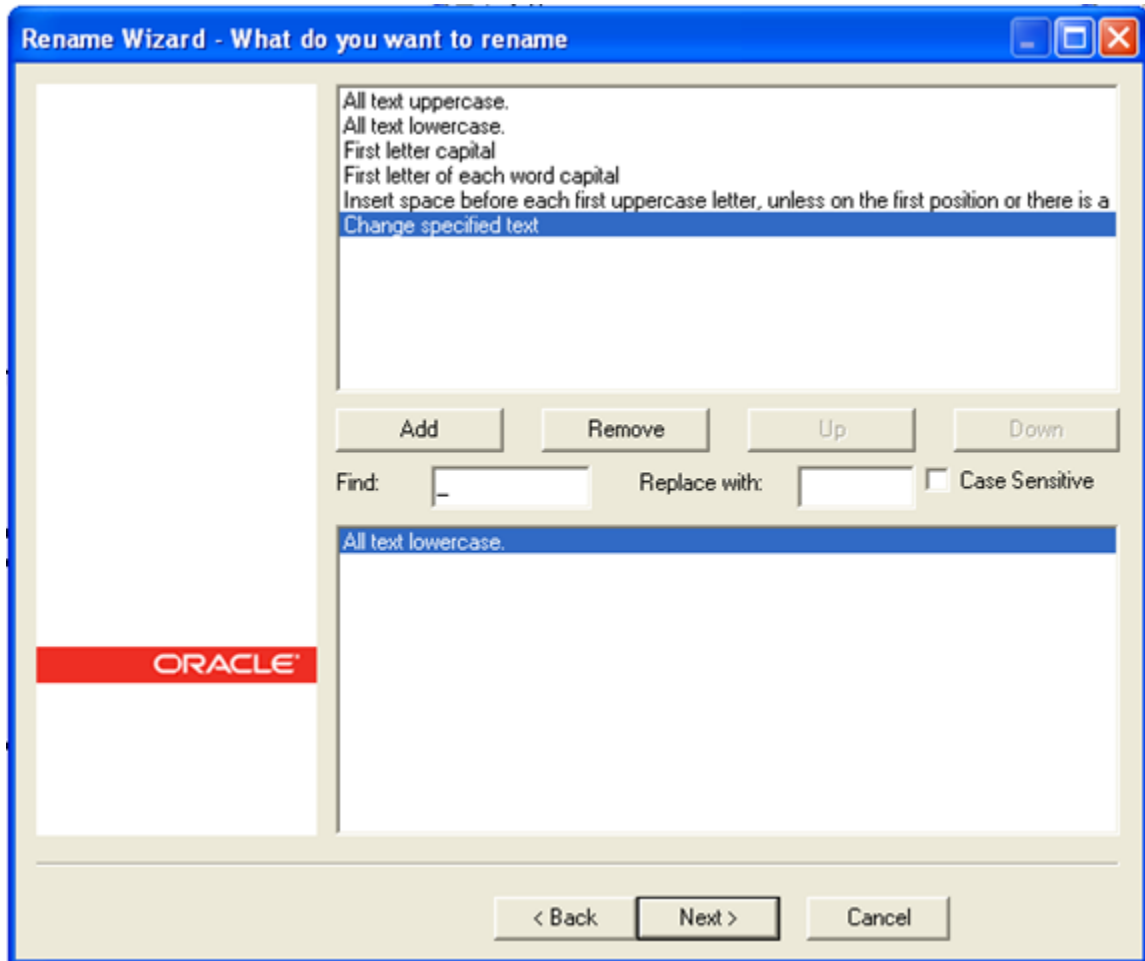 Rename Wizard - What do you want to rename
All text uppercase.
All text lowercase.
First letter capital
First letter of each word capital
Insert space before each first uppercase letter, unless on the first position or there is a
Change specified text
Add Remove Up Down
Find: _ Replace with: Case Sensitive
All text lowercase.
ORACLE
< Back Next > Cancel